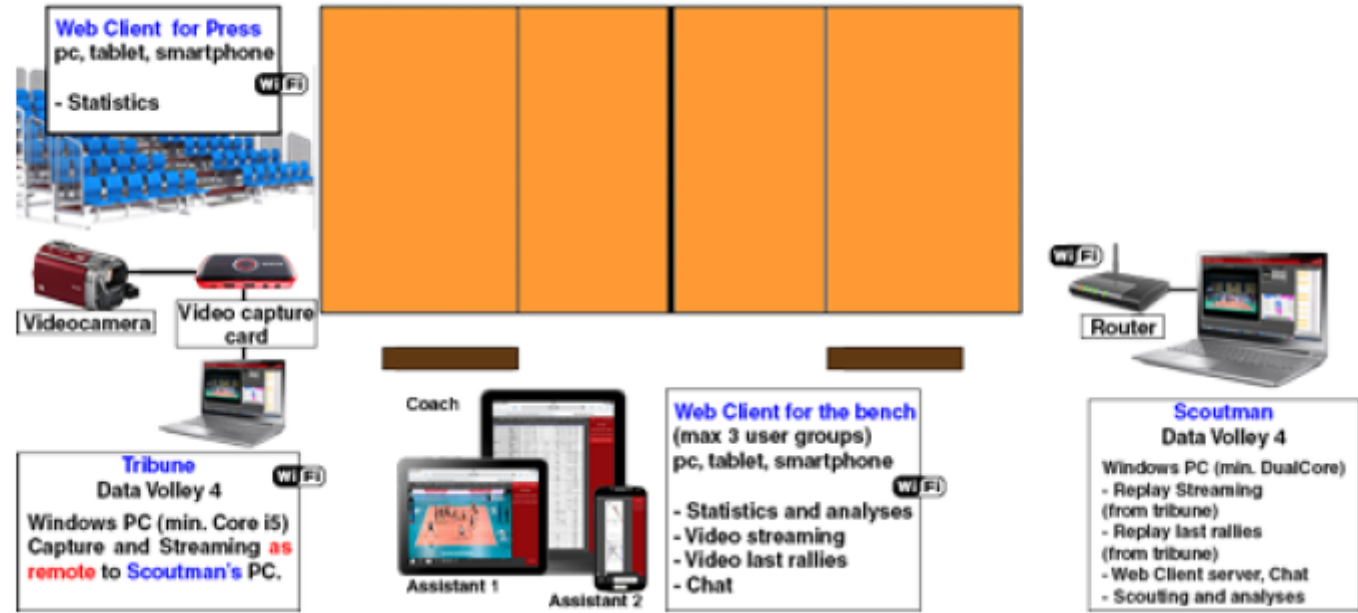 Web Client for Press
pc, tablet, smartphone
WiFi
- Statistics
Videocamera
Video capture
card
WiFi
Router
Coach
Assistant 1
Assistant 2
Tribune
Data Volley 4
WiFi
Windows PC (min. Core i5)
Capture and Streaming as
remote to Scoutman's PC.
Web Client for the bench
(max 3 user groups)
pc, tablet, smartphone
WiFi
- Statistics and analyses
- Video streaming
- Video last rallies
- Chat
Scoutman
Data Volley 4
Windows PC (min. DualCore)
- Replay Streaming
(from tribune)
- Replay last rallies
(from tribune)
- Web Client server, Chat
- Scouting and analyses